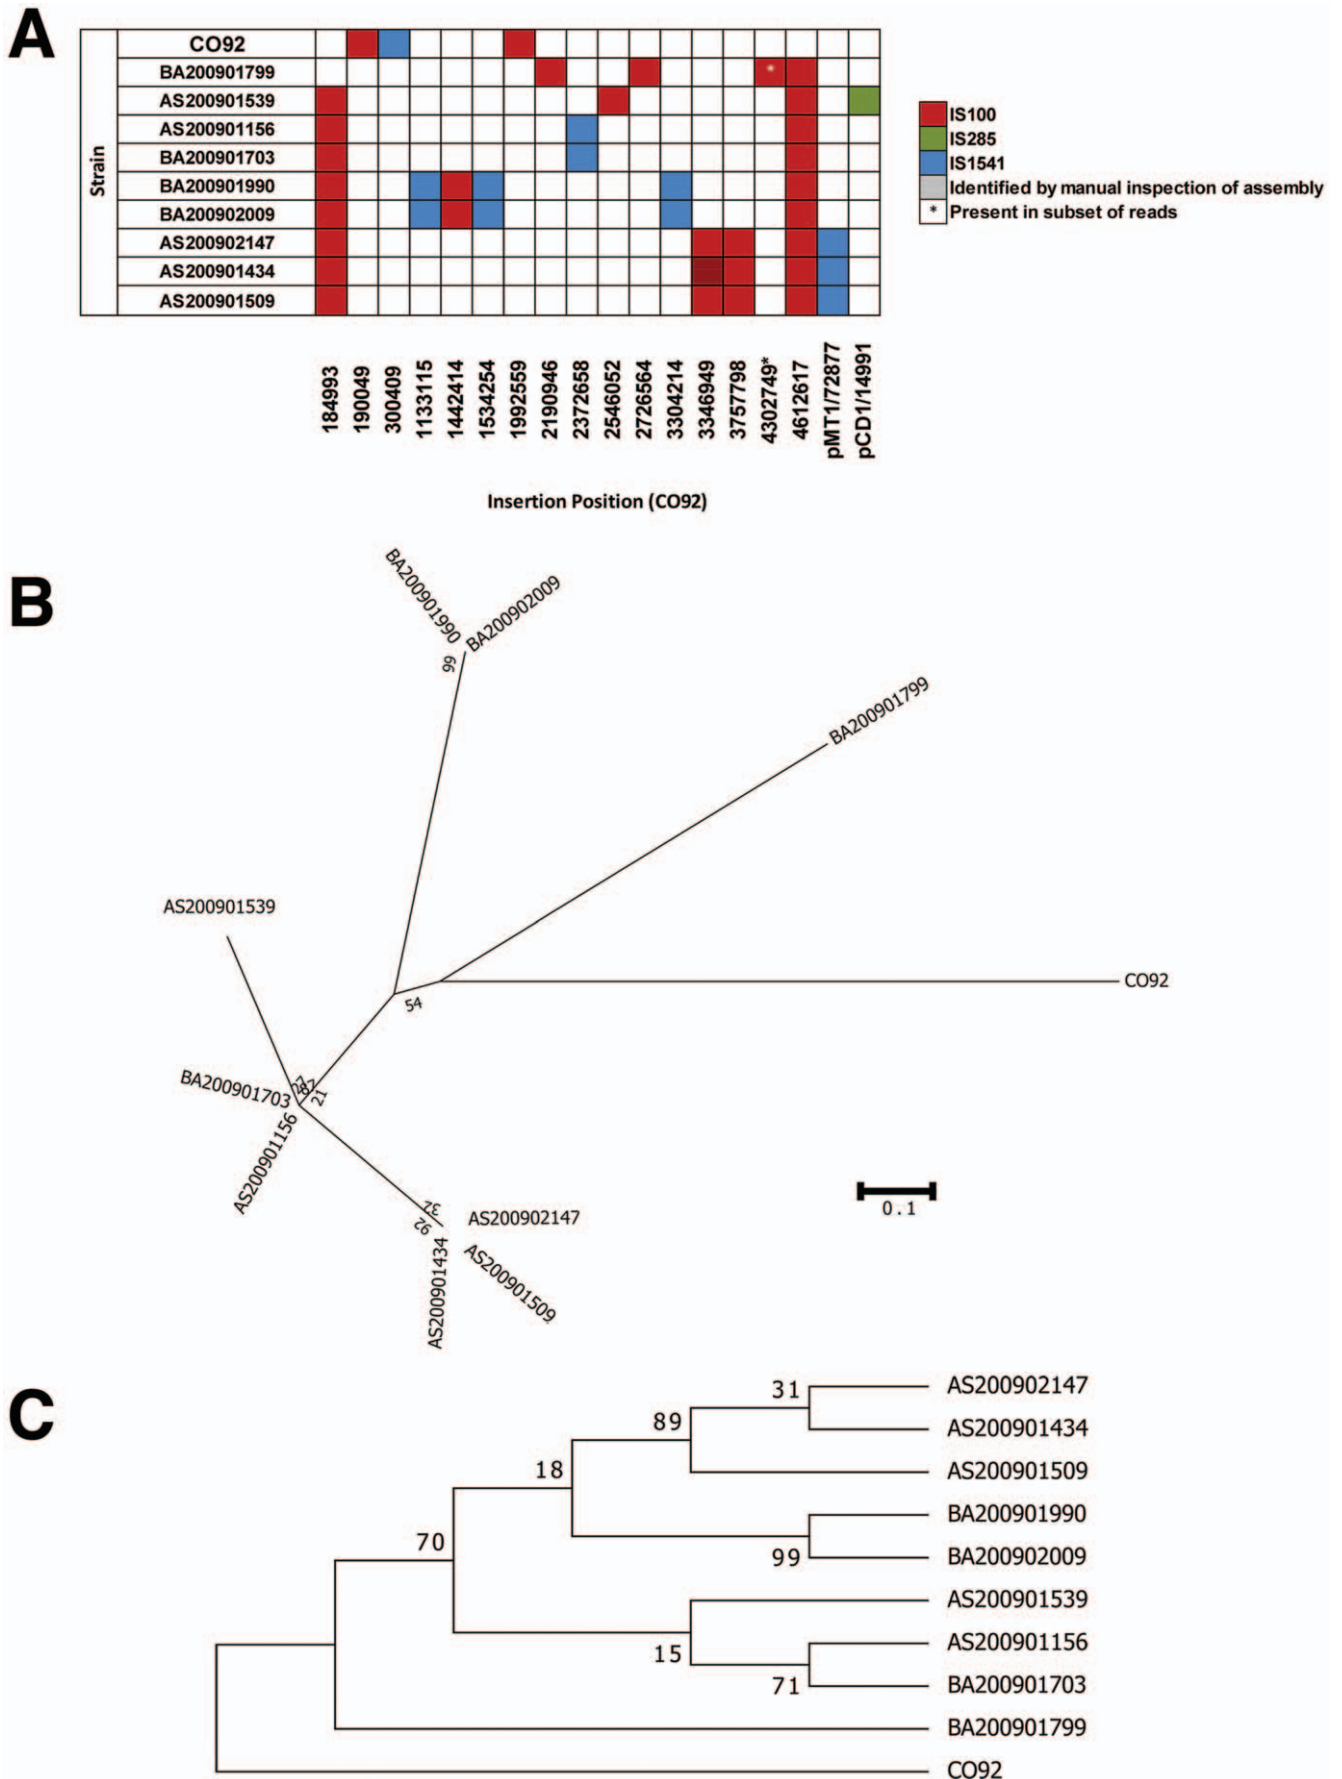 A
Strain
CO92
BA200901799
*
AS200901539
AS200901156
BA200901703
BA200901990
BA200902009
AS200902147
AS200901434
AS200901509
IS100
IS285
IS1541
Identified by manual inspection of assembly
* Present in subset of reads
184993
190049
300409
1133115
1442414
1534254
1992559
2190946
2372658
2546052
2726564
3304214
3346949
3757798
4302749*
4612617
pMT1/72877
pCD1/14991
Insertion Position (CO92)
B
BA200901990
BA200902009
99
BA200901799
AS200901539
CO92
54
27
87
21
BA200901703
AS200901156
32
92
AS200902147
AS200901434
AS200901509
0.1
C
AS200902147
31
AS200901434
89
AS200901509
18
BA200901990
70
99
BA200902009
AS200901539
AS200901156
15
71
BA200901703
BA200901799
CO92